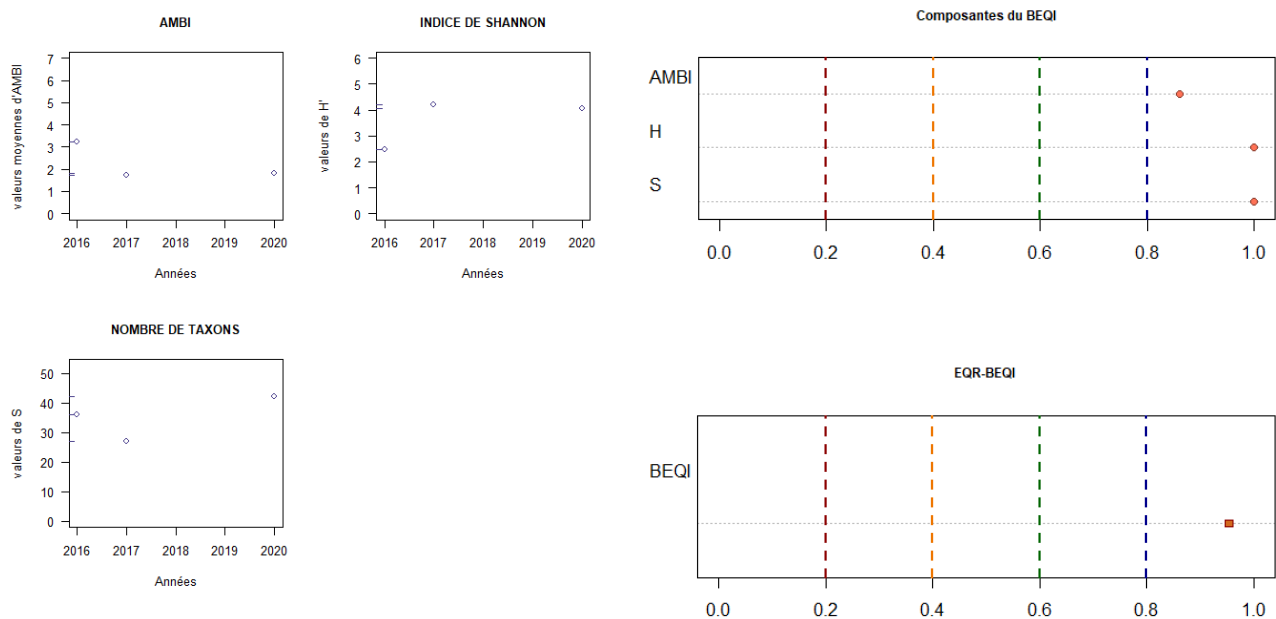 AMBI
valeurs moyennes d'AMBI
7
6
5
4
3
2
1
0
2016 2017 2018 2019 2020
Années
INDICE DE SHANNON
valeurs de H'
6
5
4
3
2
1
0
2016 2017 2018 2019 2020
Années
NOMBRE DE TAXONS
valeurs de S
50
40
30
20
10
0
2016 2017 2018 2019 2020
Années
Composantes du BEQI
AMBI
H
S
0.0 0.2 0.4 0.6 0.8 1.0
EQR-BEQI
BEQI
0.0 0.2 0.4 0.6 0.8 1.0